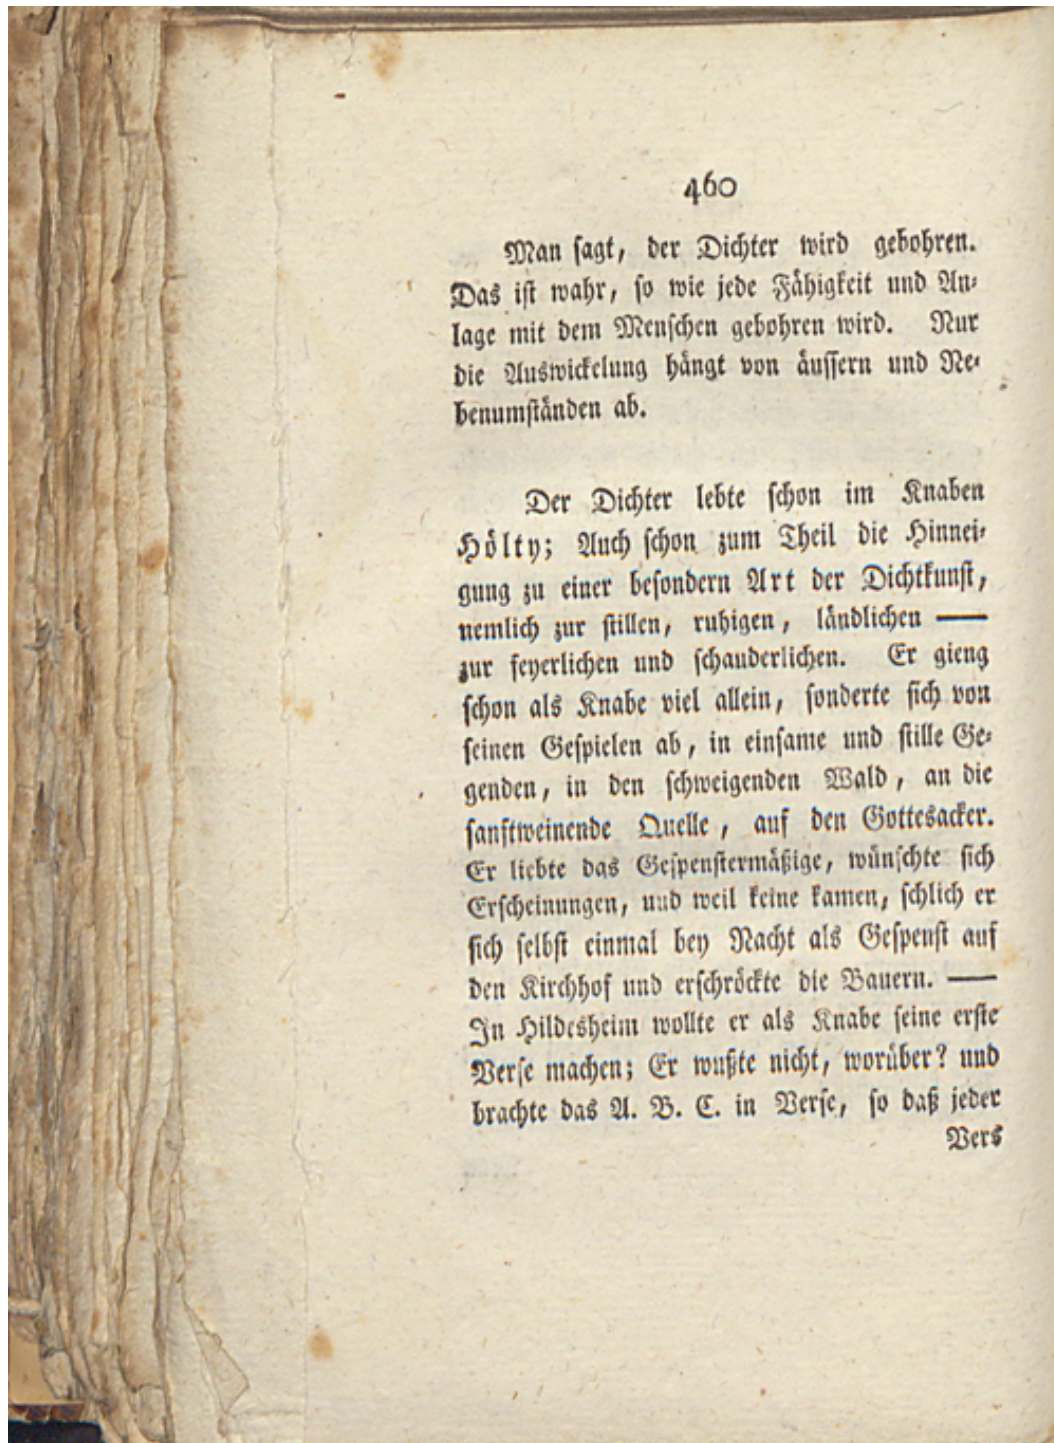 460
Man sagt, der Dichter wird gebohren.
Das ist wahr, so wie jede Fähigkeit und An-
lage mit dem Menschen gebohren wird. Nur
die Auswickelung hängt von äussern und Ne-
benumständen ab.
Der Dichter lebte schon im Knaben
Hölty; Auch schon zum Theil die Hinnei-
gung zu einer besondern Art der Dichtkunst,
nemlich zur stillen, ruhigen, ländlichen —
zur feyerlichen und schauderlichen. Er gieng
schon als Knabe viel allein, sonderte sich von
seinen Gespielen ab, in einsame und stille Ge-
genden, in den schweigenden Wald, an die
sanftweinende Quelle, auf den Gottesacker.
Er liebte das Gespenstermäßige, wünschte sich
Erscheinungen, und weil keine kamen, schlich er
sich selbst einmal bey Nacht als Gespenst auf
den Kirchhof und erschröckte die Bauern. —
In Hildesheim wollte er als Knabe seine erste
Verse machen; Er wußte nicht, worüber? und
brachte das A. B. C. in Verse, so daß jeder
Vers